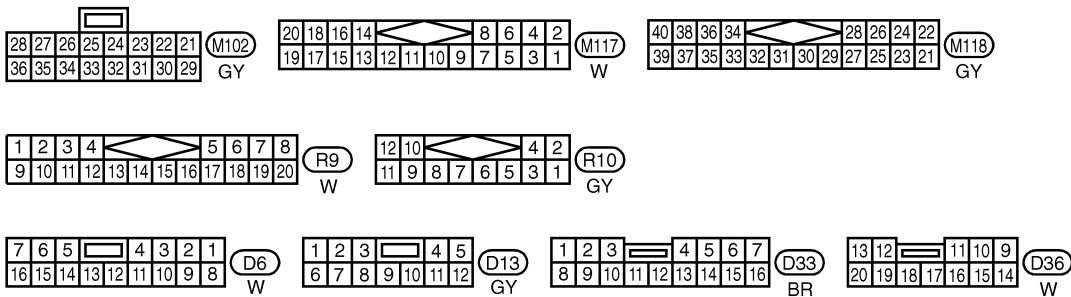 28 27 26 25 24 23 22 21 M102
36 35 34 33 32 31 30 29 GY
20 18 16 14 8 6 4 2 M117
19 17 15 13 12 11 10 9 7 5 3 1 W
40 38 36 34 28 26 24 22 M118
39 37 35 33 32 31 30 29 27 25 23 21 GY
1 2 3 4 5 6 7 8 R9
9 10 11 12 13 14 15 16 17 18 19 20 W
12 10 4 2 R10
11 9 8 7 6 5 3 1 GY
7 6 5 4 3 2 1 D6
16 15 14 13 12 11 10 9 8 W
1 2 3 4 5 D13
6 7 8 9 10 11 12 GY
1 2 3 4 5 6 7 D33
8 9 10 11 12 13 14 15 16 BR
13 12 11 10 9 D36
20 19 18 17 16 15 14 W